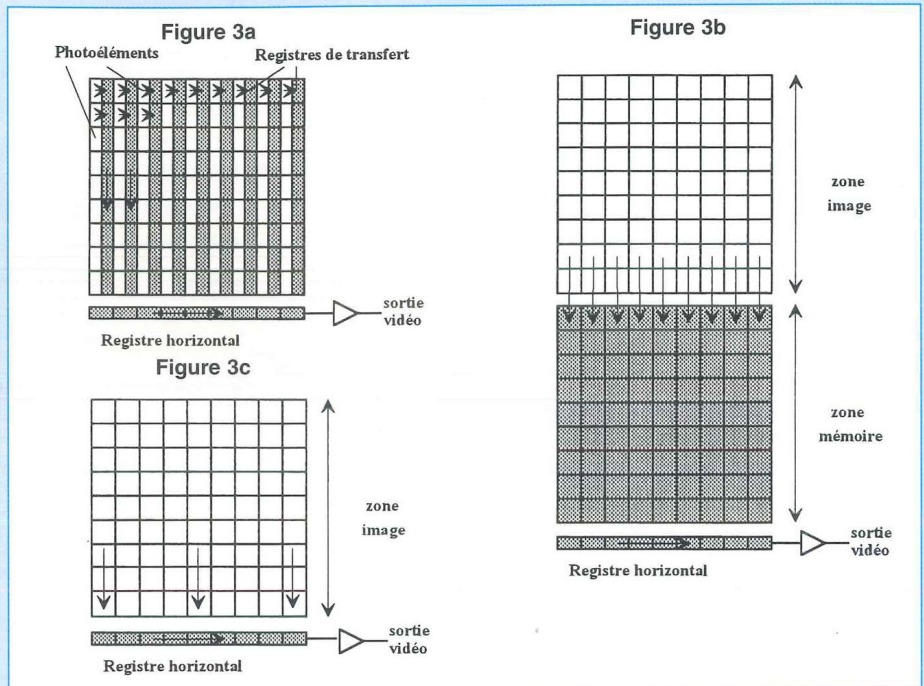 Figure 3a
Photoéléments
Registres de transfert
sortie
vidéo
Registre horizontal
Figure 3b
zone
image
zone
mémoire
sortie
vidéo
Registre horizontal
Figure 3c
zone
image
sortie
vidéo
Registre horizontal